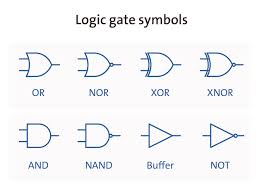 Logic gate symbols
OR NOR XOR XNOR
AND NAND Buffer NOT